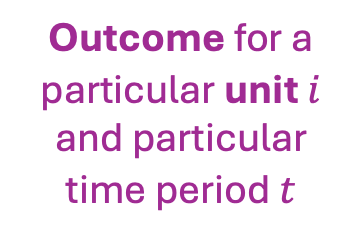 Outcome for a
particular unit i
and particular
time period t